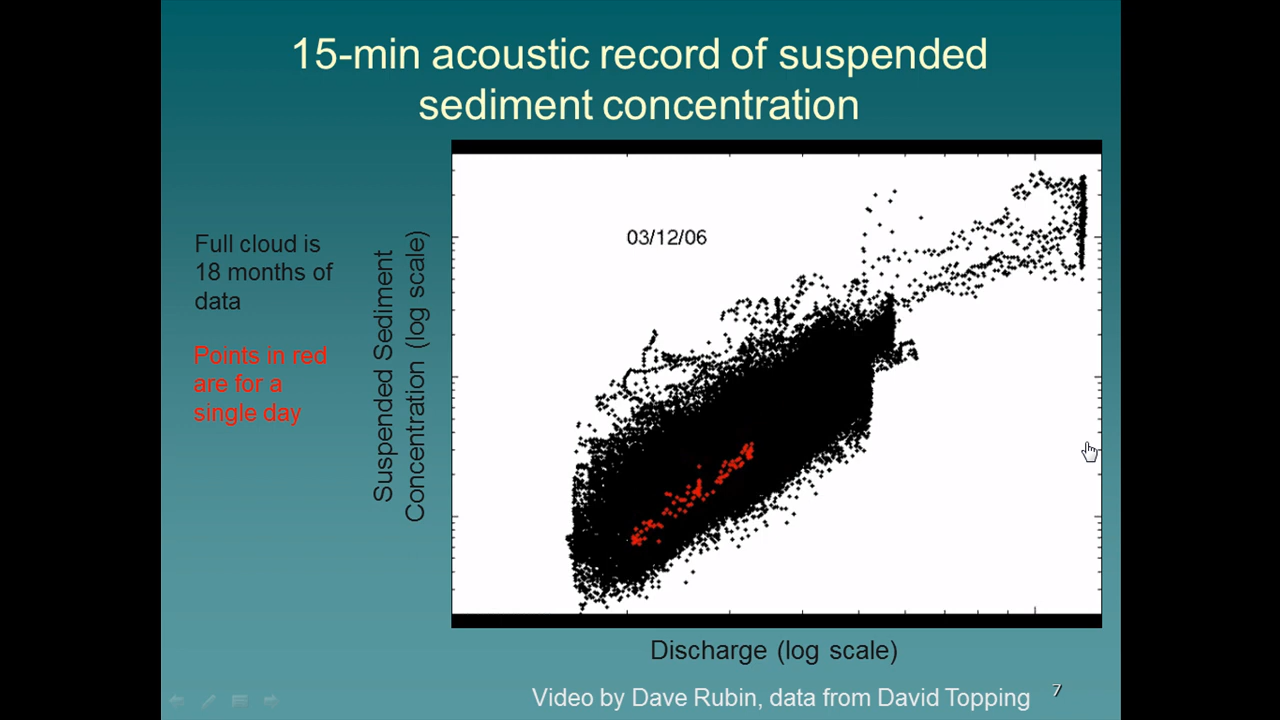 15-min acoustic record of suspended
sediment concentration
Full cloud is
18 months of
data
Points in red
are for a
single day
Suspended Sediment
Concentration (log scale)
03/12/06
Discharge (log scale)
Video by Dave Rubin, data from David Topping
7